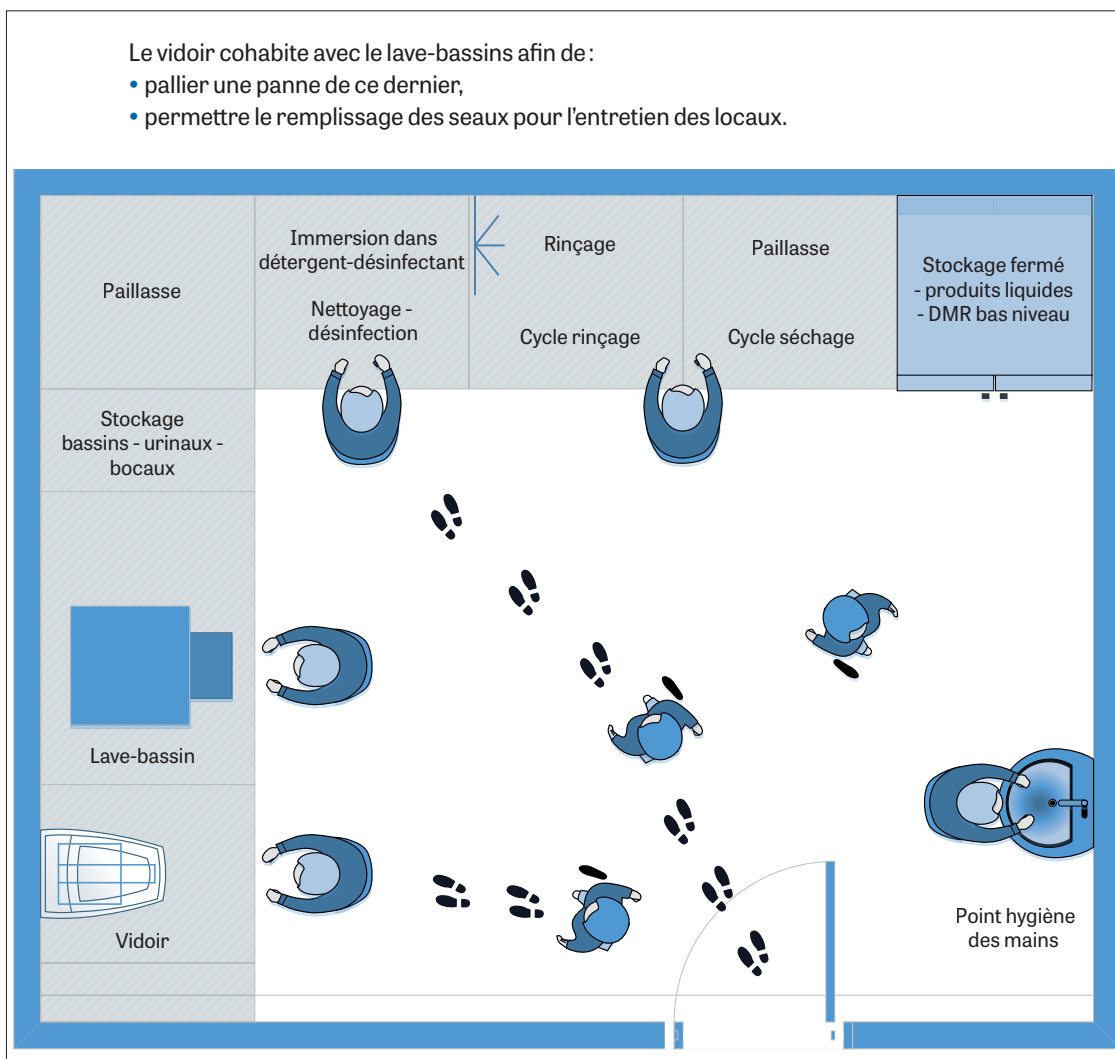 Le vidoir cohabite avec le lave-bassins afin de :
• pallier une panne de ce dernier,
• permettre le remplissage des seaux pour l'entretien des locaux.
Paillasse
Immersion dans
détergent-désinfectant
Nettoyage -
désinfection
Rinçage
Cycle rinçage
Paillasse
Cycle séchage
Stockage fermé
- produits liquides
- DMR bas niveau
Stockage
bassins - urinaux -
bocaux
Lave-bassin
Vidoir
Point hygiène
des mains